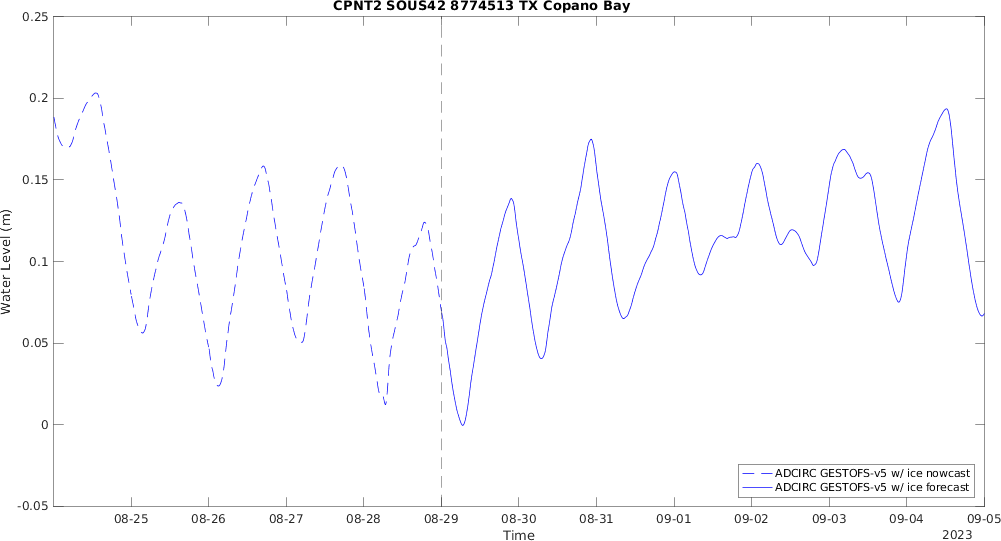 CPNT2 SOUS42 8774513 TX Copano Bay
0.25
0.2
0.15
0.1
0.05
0
-0.05
Water Level (m)
ADCIRC GESTOFS-v5 w/ ice nowcast
ADCIRC GESTOFS-v5 w/ ice forecast
08-25 08-26 08-27 08-28 08-29 08-30 08-31 09-01 09-02 09-03 09-04 09-05
Time
2023